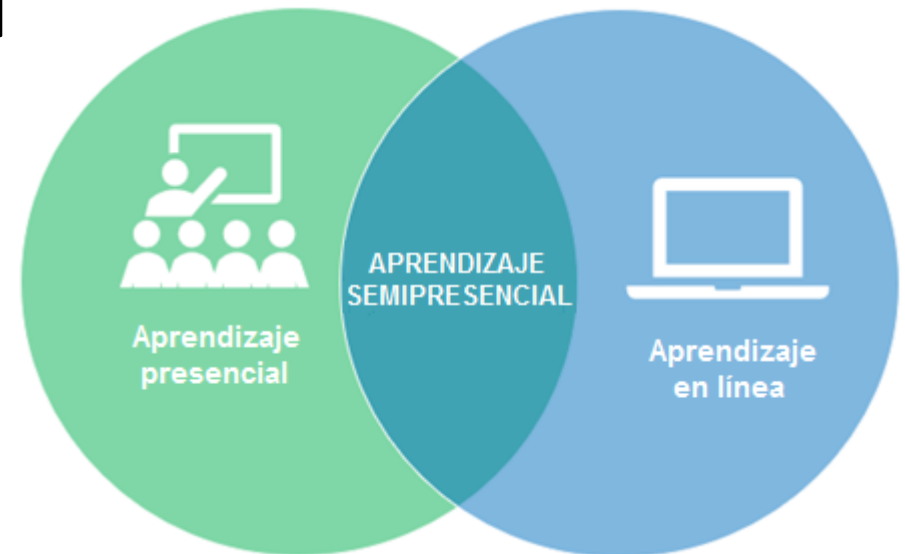 Aprendizaje
presencial
APRENDIZAJE
SEMIPRESENCIAL
Aprendizaje
en línea